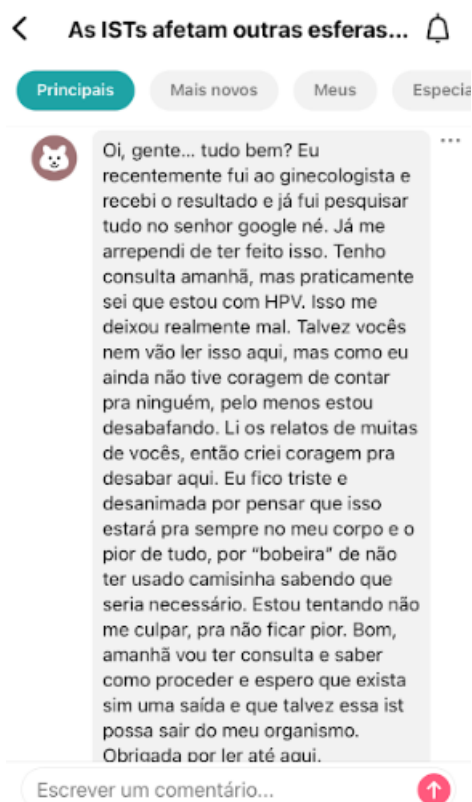 As ISTs afetam outras esferas...
Principais
Mais novos
Meus
Especia
Oi, gente... tudo bem? Eu
recentemente fui ao ginecologista e
recebi o resultado e já fui pesquisar
tudo no senhor google né. Já me
arrependi de ter feito isso. Tenho
consulta amanhã, mas praticamente
sei que estou com HPV. Isso me
deixou realmente mal. Talvez vocês
nem vão ler isso aqui, mas como eu
ainda não tive coragem de contar
pra ninguém, pelo menos estou
desabafando. Li os relatos de muitas
de vocês, então criei coragem pra
desabar aqui. Eu fico triste e
desanimada por pensar que isso
estará pra sempre no meu corpo e o
pior de tudo, por “bobeira” de não
ter usado camisinha sabendo que
seria necessário. Estou tentando não
me culpar, pra não ficar pior. Bom,
amanhã vou ter consulta e saber
como proceder e espero que exista
sim uma saída e que talvez essa ist
possa sair do meu organismo.
Obrigada por ler até aqui.
Escrever um comentário...